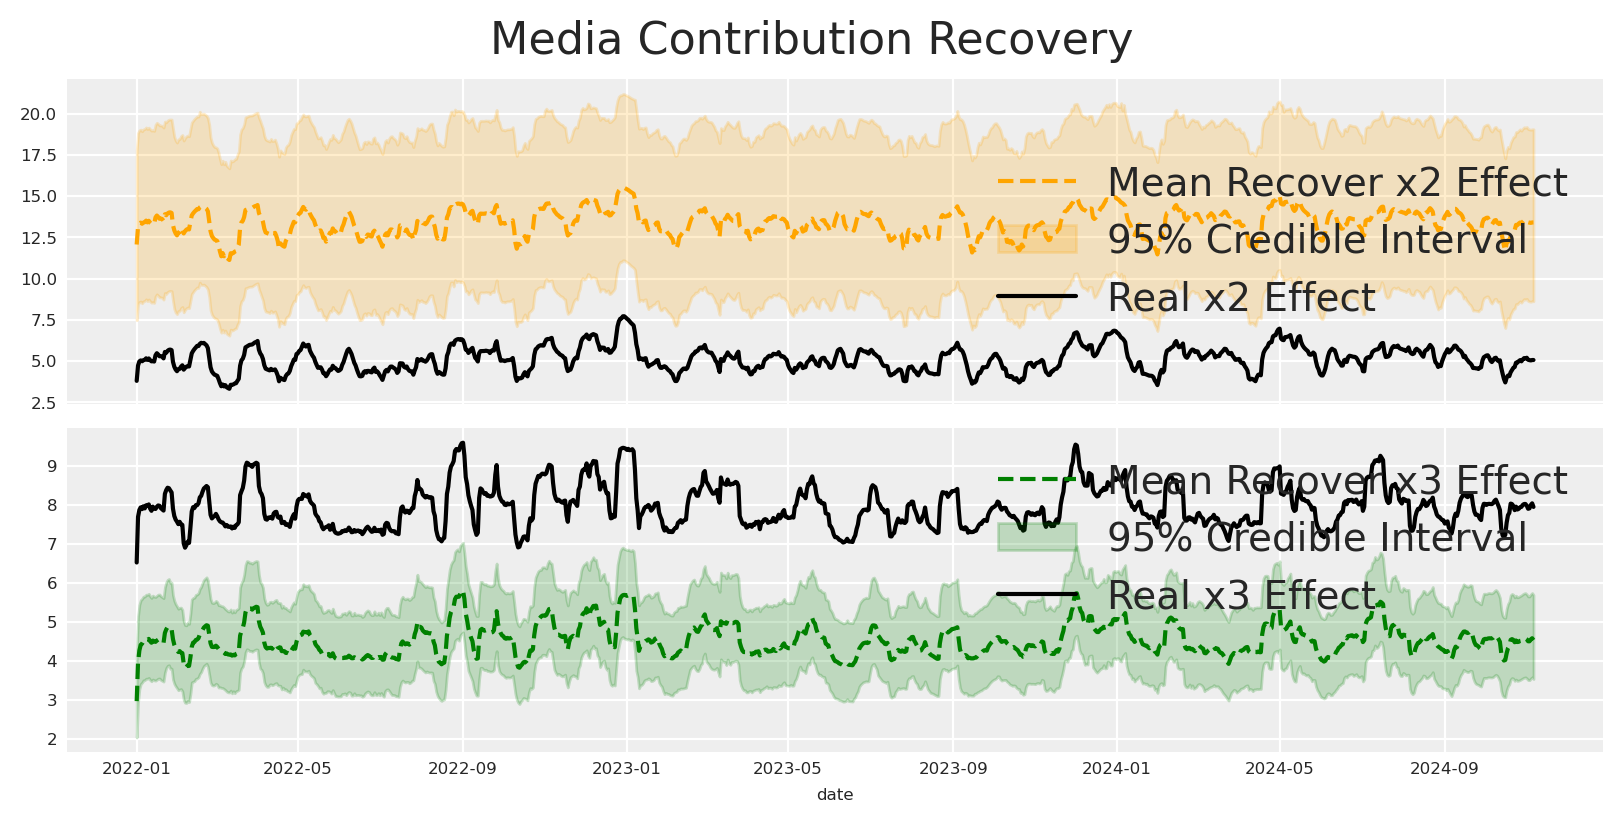 Media Contribution Recovery
20.0
17.5
15.0
12.5
10.0
7.5
5.0
2.5
Mean Recover x2 Effect
95% Credible Interval
Real x2 Effect
9
8
7
6
5
4
3
2
Mean Recover x3 Effect
95% Credible Interval
Real x3 Effect
2022-01 2022-05 2022-09 2023-01 2023-05 2023-09 2024-01 2024-05 2024-09
date